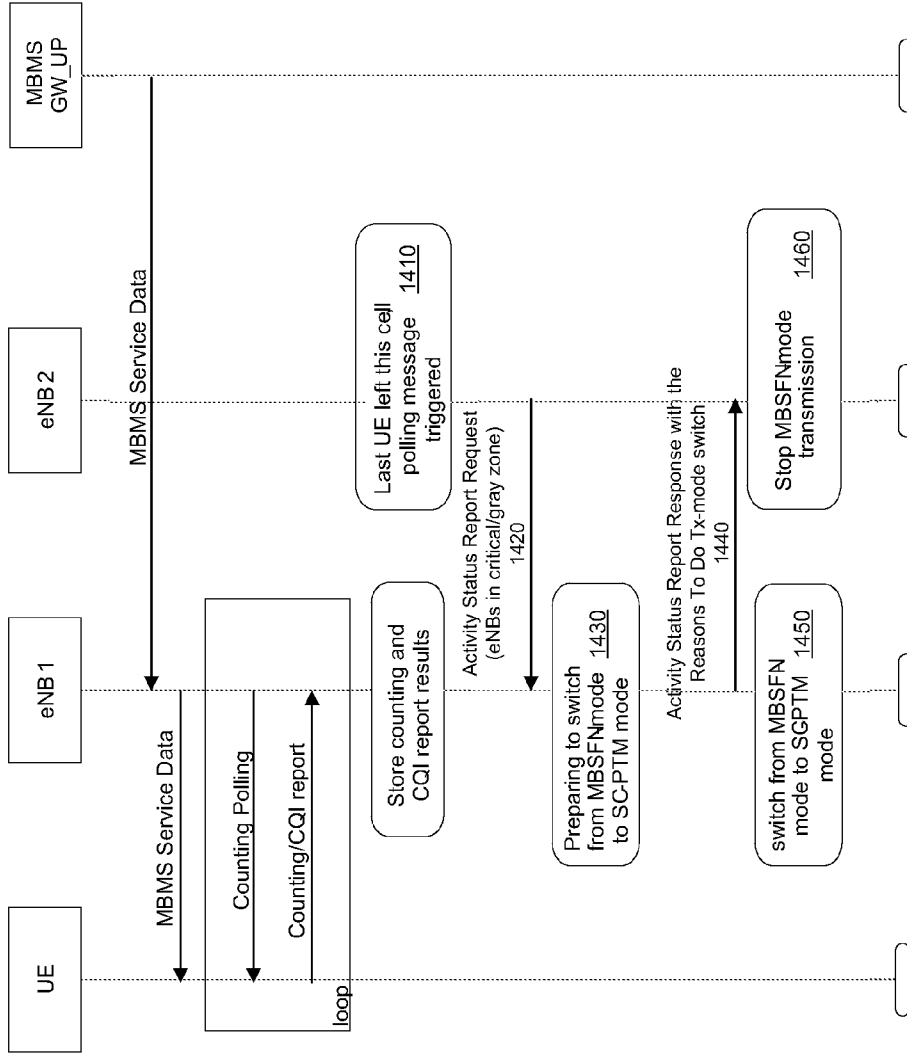 UE
eNB1
eNB2
MBMS
GW_UP
MBMS Service Data
MBMS Service Data
Counting Polling
Counting/CQI report
loop
Store counting and
CQI report results
Last UE left this cell,
polling message 1410
triggered
Activity Status Report Request
(eNBs in critical/gray zone)
1420
Preparing to switch
from MBSFNmode 1430
to SC-PTM mode
Activity Status Report Response with the
Reasons To Do Tx-mode switch
1440
switch from MBSFN
mode to SGPTM 1450
mode
Stop MBSFNmode
transmission 1460